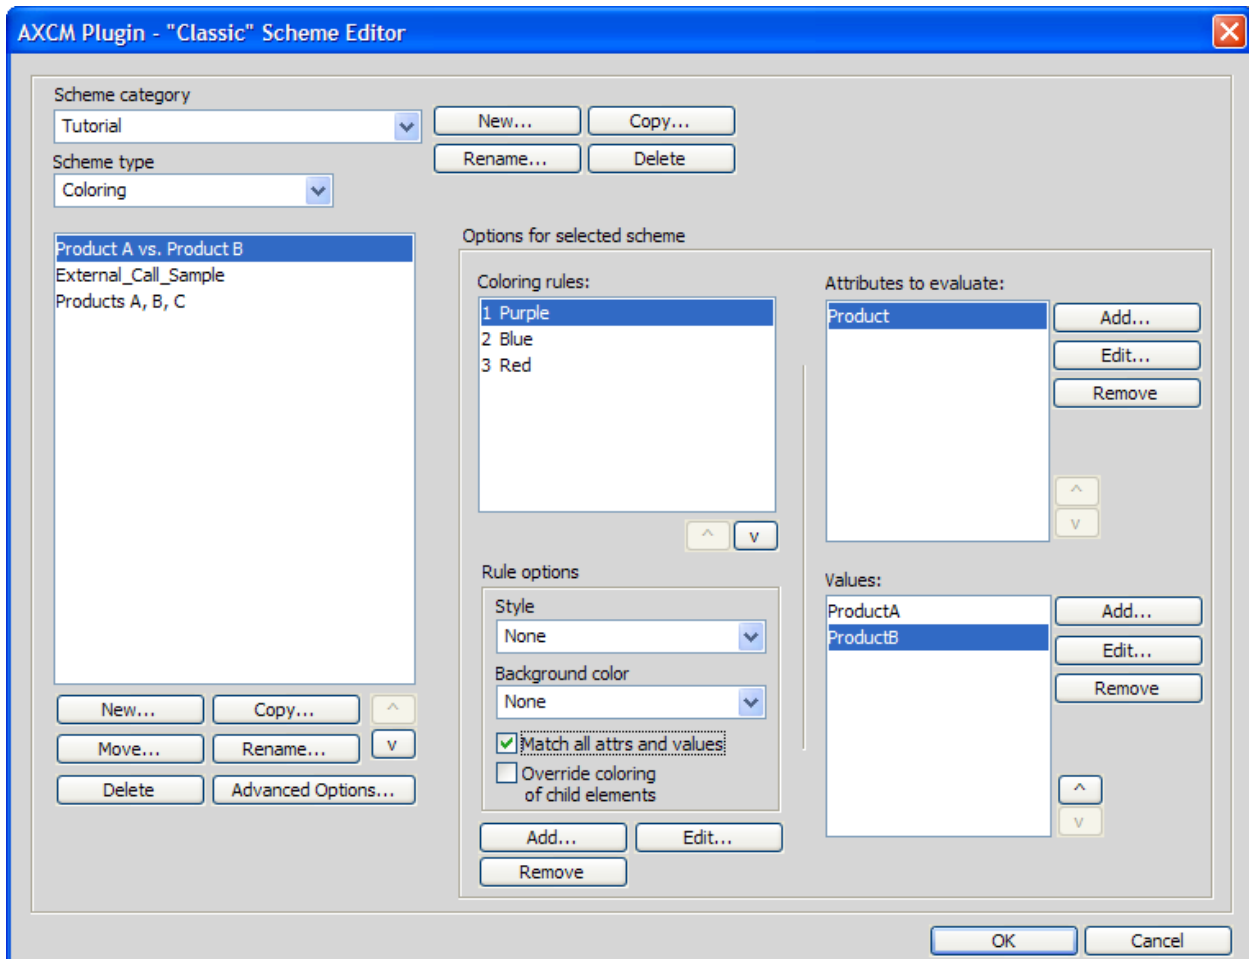 AXCM Plugin - "Classic" Scheme Editor
Scheme category
Tutorial
New...
Copy...
Rename...
Delete
Scheme type
Coloring
Product A vs. Product B
External_Call_Sample
Products A, B, C
New...
Copy...
^
Move...
Rename...
v
Delete
Advanced Options...
Options for selected scheme
Coloring rules:
1 Purple
2 Blue
3 Red
^
v
Rule options
Style
None
Background color
None
Match all attrs and values
Override coloring
of child elements
Add...
Edit...
Remove
Attributes to evaluate:
Product
Add...
Edit...
Remove
^
v
Values:
ProductA
ProductB
Add...
Edit...
Remove
^
v
OK
Cancel